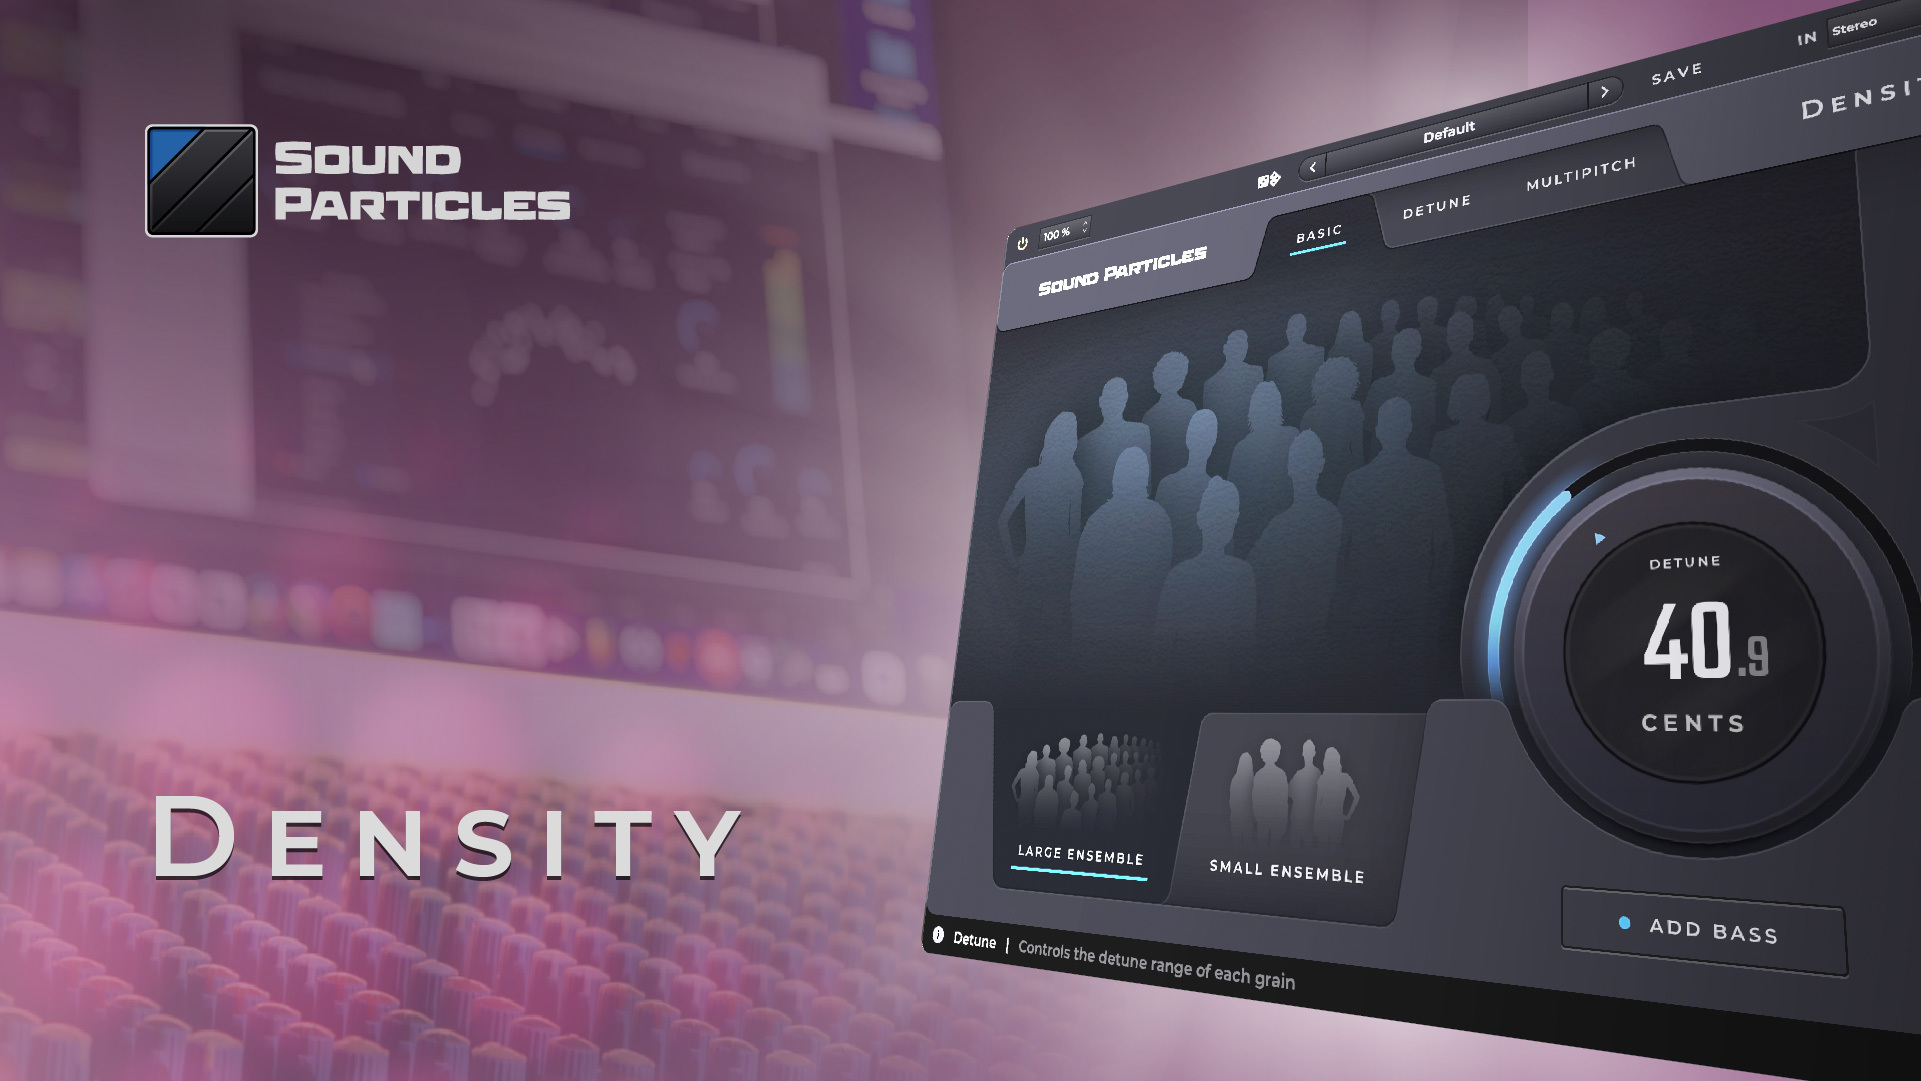 SOUND
PARTICLES
DENSITY
100 %
Default
SAVE
IN
Stereo
SOUND PARTICLES
BASIC
DETUNE
MULTIPITCH
DETUNE
40.9
CENTS
LARGE ENSEMBLE
SMALL ENSEMBLE
ADD BASS
Detune | Controls the detune range of each grain